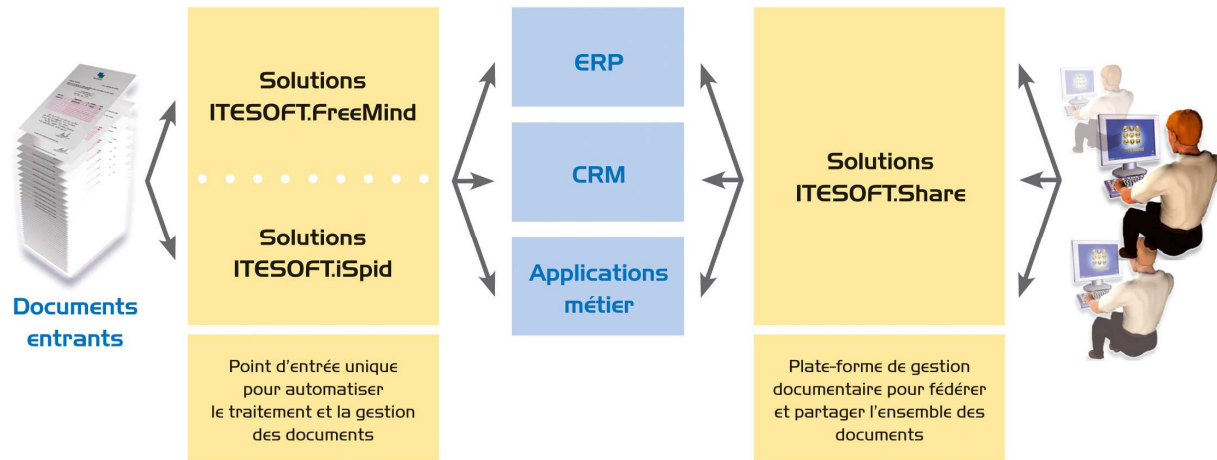 Documents
entrants
Solutions
ITESOFT.FreeMind
Solutions
ITESOFT.iSpid
Point d'entrée unique
pour automatiser
le traitement et la gestion
des documents
ERP
CRM
Applications
métier
Solutions
ITESOFT.Share
Plate-forme de gestion
documentaire pour fédérer
et partager l'ensemble des
documents